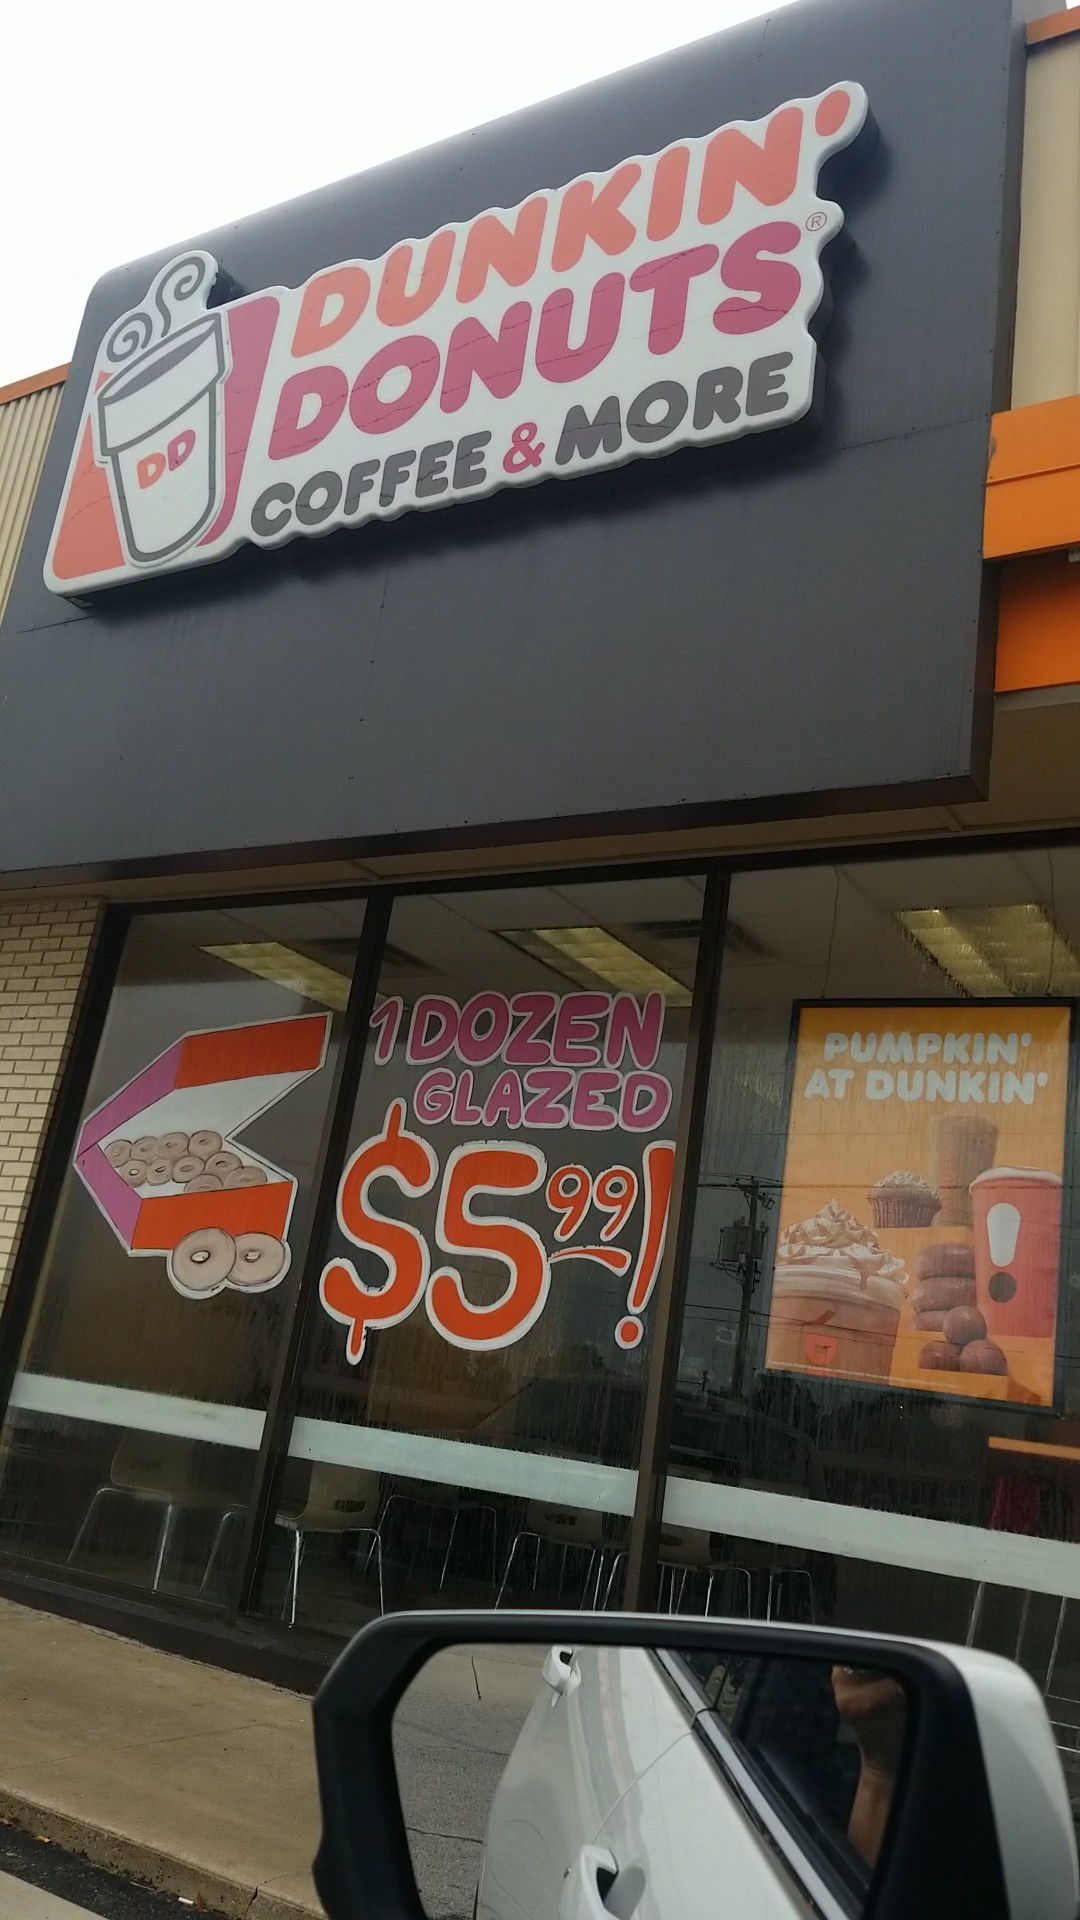 DUNKIN'
DONUTS®
COFFEE & MORE
DD
1 DOZEN
GLAZED
$5 99!
PUMPKIN'
AT DUNKIN'